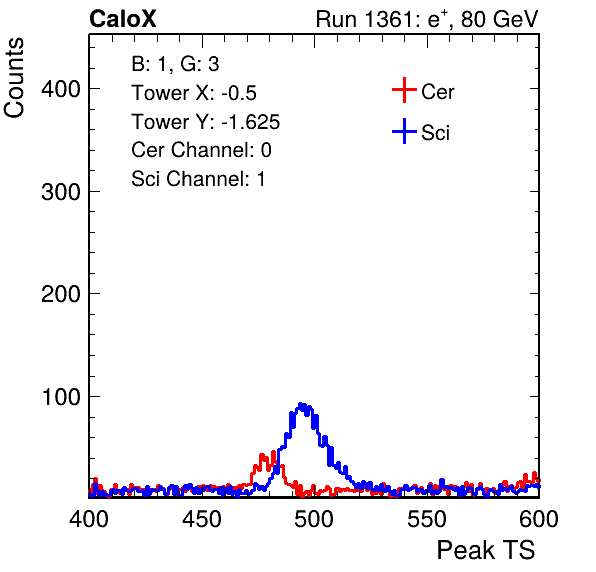 CaloX Run 1361: e⁺, 80 GeV
Counts
B: 1, G: 3
Tower X: -0.5
Tower Y: -1.625
Cer Channel: 0
Sci Channel: 1
Cer
Sci
400
300
200
100
400 450 500 550 600
Peak TS